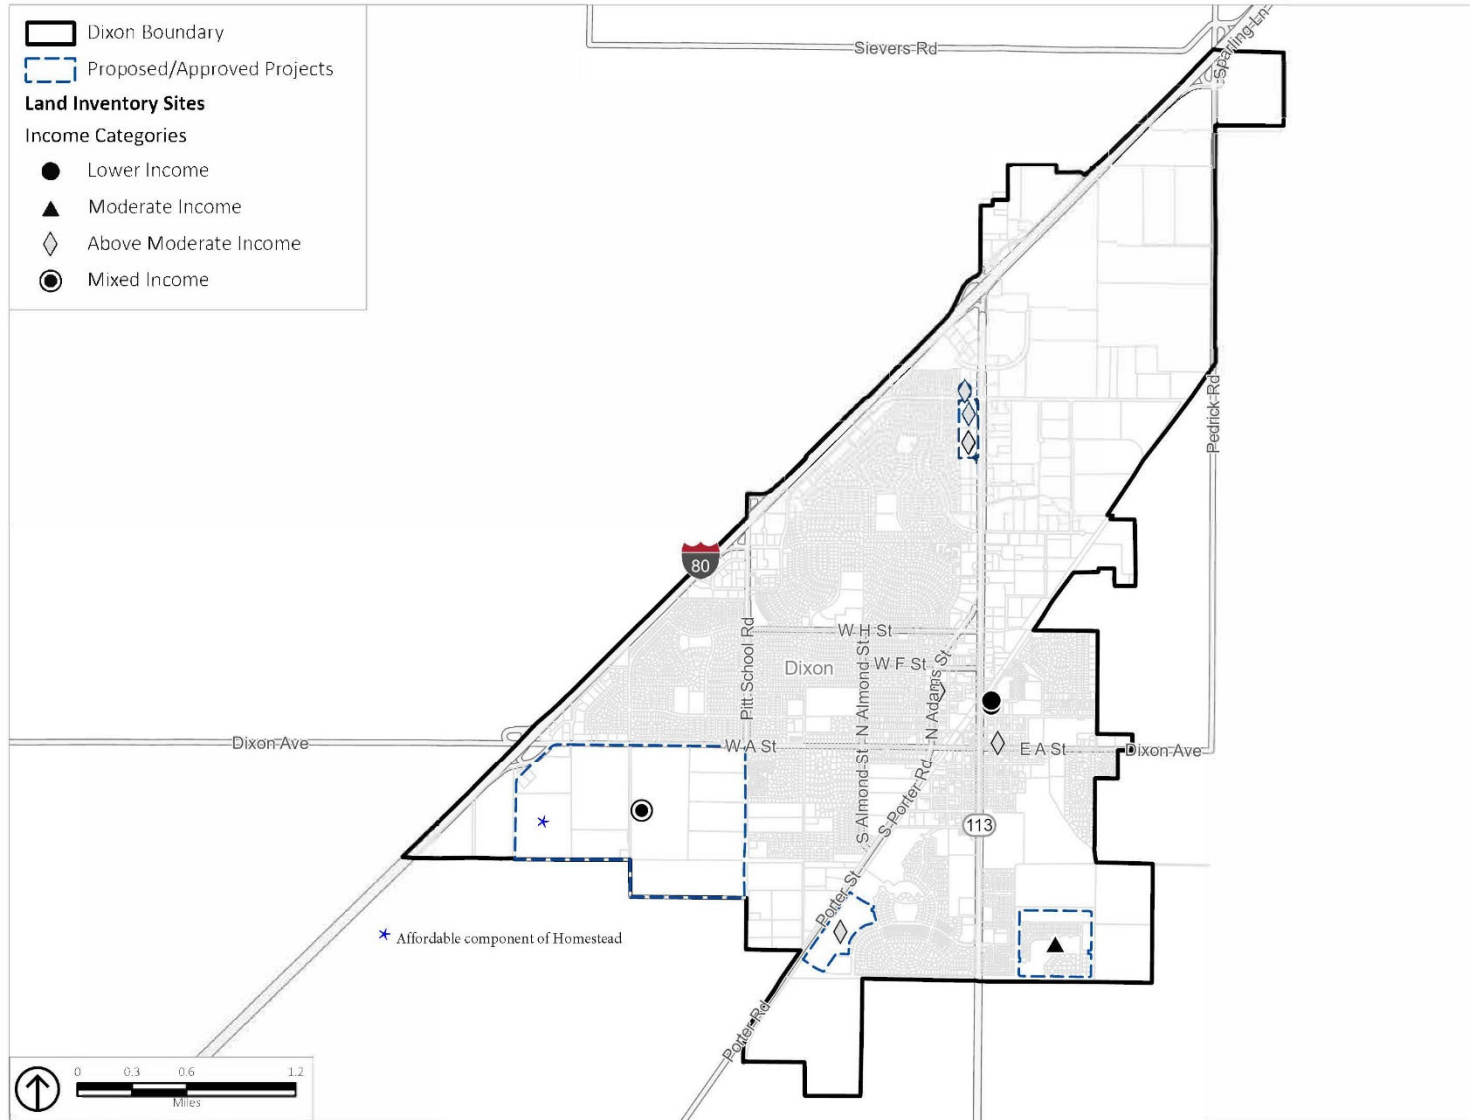 Dixon Boundary
Proposed/Approved Projects
Land Inventory Sites
Income Categories
Lower Income
Moderate Income
Above Moderate Income
Mixed Income
Sievers Rd
Sparling Ln
Pedrick Rd
80
W H St
Dixon
W F St
Pitt School Rd
N Almond St
N Adams St
Dixon Ave
W A St
E A St
Dixon Ave
S Almond St
S Porter Rd
113
Porter St
* Affordable component of Homestead
Porter Rd
0 0.3 0.6 1.2
Miles